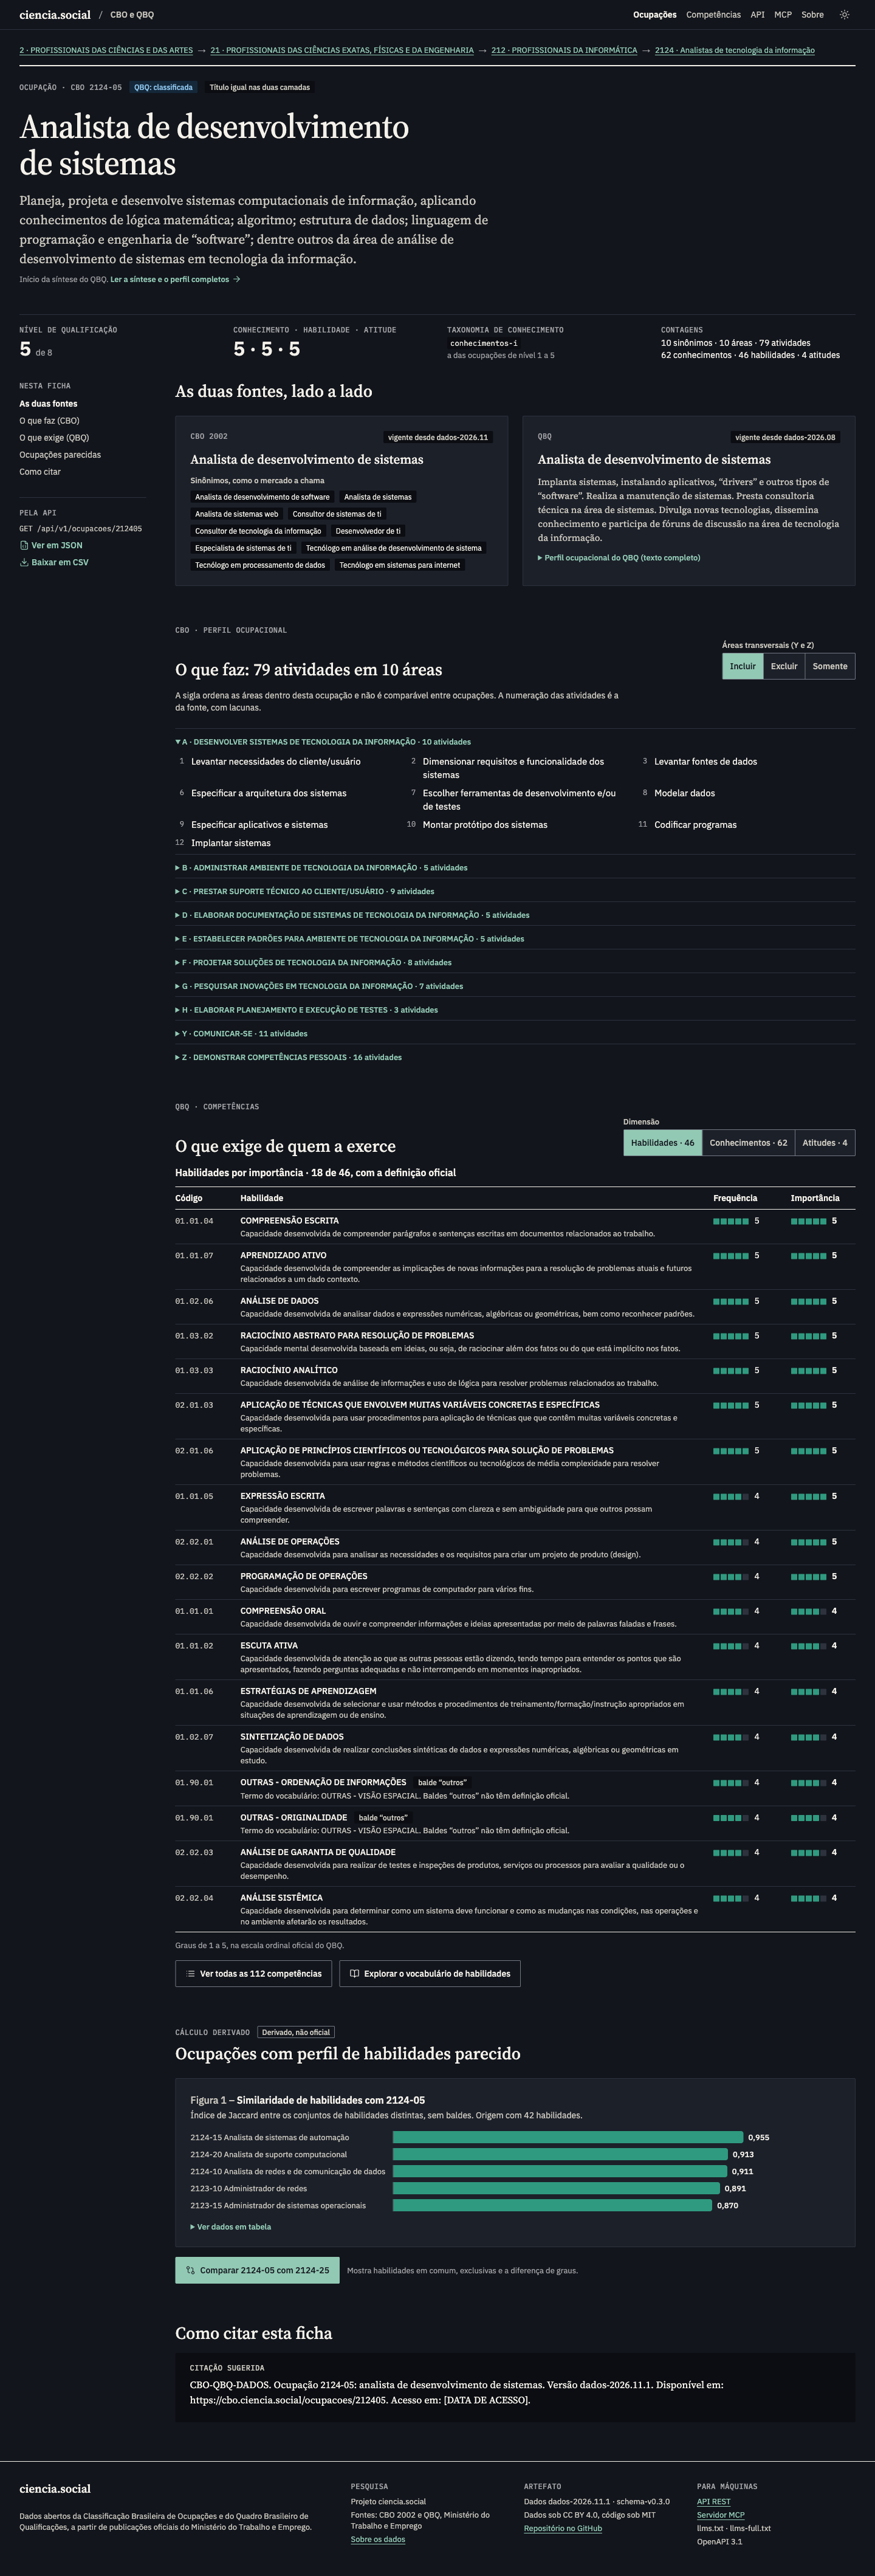 ciencia.social / CBO e QBQ
Ocupações Competências API MCP Sobre
2 · PROFISSIONAIS DAS CIÊNCIAS E DAS ARTES → 21 · PROFISSIONAIS DAS CIÊNCIAS EXATAS, FÍSICAS E DA ENGENHARIA → 212 · PROFISSIONAIS DA INFORMÁTICA → 2124 · Analistas de tecnologia da informação
OCUPAÇÃO · CBO 2124-05 QBQ: classificada Título igual nas duas camadas
Analista de desenvolvimento
de sistemas
Planeja, projeta e desenvolve sistemas computacionais de informação, aplicando
conhecimentos de lógica matemática; algoritmo; estrutura de dados; linguagem de
programação e engenharia de “software”; dentre outros da área de análise de
desenvolvimento de sistemas em tecnologia da informação.
Início da síntese do QBQ. Ler a síntese e o perfil completos →
NÍVEL DE QUALIFICAÇÃO
5 de 8
CONHECIMENTO · HABILIDADE · ATITUDE
5 · 5 · 5
TAXONOMIA DE CONHECIMENTO
conhecimentos-i
a das ocupações de nível 1 a 5
CONTAGENS
10 sinônimos · 10 áreas · 79 atividades
62 conhecimentos · 46 habilidades · 4 atitudes
NESTA FICHA
As duas fontes
O que faz (CBO)
O que exige (QBQ)
Ocupações parecidas
Como citar
PELA API
GET /api/v1/ocupacoes/212405
Ver em JSON
Baixar em CSV
As duas fontes, lado a lado
CBO 2002 vigente desde dados-2026.11
Analista de desenvolvimento de sistemas
Sinônimos, como o mercado a chama
Analista de desenvolvimento de software Analista de sistemas
Analista de sistemas web Consultor de sistemas de ti
Consultor de tecnologia da informação Desenvolvedor de ti
Especialista de sistemas de ti Tecnólogo em análise de desenvolvimento de sistema
Tecnólogo em processamento de dados Tecnólogo em sistemas para internet
QBQ vigente desde dados-2026.08
Analista de desenvolvimento de sistemas
Implanta sistemas, instalando aplicativos, “drivers” e outros tipos de
“software”. Realiza a manutenção de sistemas. Presta consultoria
técnica na área de sistemas. Divulga novas tecnologias, dissemina
conhecimento e participa de fóruns de discussão na área de tecnologia
da informação.
▶ Perfil ocupacional do QBQ (texto completo)
CBO · PERFIL OCUPACIONAL
O que faz: 79 atividades em 10 áreas
Áreas transversais (Y e Z)
Incluir Excluir Somente
A sigla ordena as áreas dentro desta ocupação e não é comparável entre ocupações. A numeração das atividades é a
da fonte, com lacunas.
▼ A · DESENVOLVER SISTEMAS DE TECNOLOGIA DA INFORMAÇÃO · 10 atividades
1 Levantar necessidades do cliente/usuário
2 Dimensionar requisitos e funcionalidade dos
sistemas
3 Levantar fontes de dados
6 Especificar a arquitetura dos sistemas
7 Escolher ferramentas de desenvolvimento e/ou
de testes
8 Modelar dados
9 Especificar aplicativos e sistemas
10 Montar protótipo dos sistemas
11 Codificar programas
12 Implantar sistemas
▶ B · ADMINISTRAR AMBIENTE DE TECNOLOGIA DA INFORMAÇÃO · 5 atividades
▶ C · PRESTAR SUPORTE TÉCNICO AO CLIENTE/USUÁRIO · 9 atividades
▶ D · ELABORAR DOCUMENTAÇÃO DE SISTEMAS DE TECNOLOGIA DA INFORMAÇÃO · 5 atividades
▶ E · ESTABELECER PADRÕES PARA AMBIENTE DE TECNOLOGIA DA INFORMAÇÃO · 5 atividades
▶ F · PROJETAR SOLUÇÕES DE TECNOLOGIA DA INFORMAÇÃO · 8 atividades
▶ G · PESQUISAR INOVAÇÕES EM TECNOLOGIA DA INFORMAÇÃO · 7 atividades
▶ H · ELABORAR PLANEJAMENTO E EXECUÇÃO DE TESTES · 3 atividades
▶ Y · COMUNICAR-SE · 11 atividades
▶ Z · DEMONSTRAR COMPETÊNCIAS PESSOAIS · 16 atividades
QBQ · COMPETÊNCIAS
O que exige de quem a exerce
Dimensão
Habilidades · 46 Conhecimentos · 62 Atitudes · 4
Habilidades por importância · 18 de 46, com a definição oficial
Código Habilidade Frequência Importância
01.01.04 COMPREENSÃO ESCRITA 5 5
Capacidade desenvolvida de compreender parágrafos e sentenças escritas em documentos relacionados ao trabalho.
01.01.07 APRENDIZADO ATIVO 5 5
Capacidade desenvolvida de compreender as implicações de novas informações para a resolução de problemas atuais e futuros
relacionados a um dado contexto.
01.02.06 ANÁLISE DE DADOS 5 5
Capacidade desenvolvida de analisar dados e expressões numéricas, algébricas ou geométricas, bem como reconhecer padrões.
01.03.02 RACIOCÍNIO ABSTRATO PARA RESOLUÇÃO DE PROBLEMAS 5 5
Capacidade mental desenvolvida baseada em ideias, ou seja, de raciocinar além dos fatos ou do que está implícito nos fatos.
01.03.03 RACIOCÍNIO ANALÍTICO 5 5
Capacidade desenvolvida de análise de informações e uso de lógica para resolver problemas relacionados ao trabalho.
02.01.03 APLICAÇÃO DE TÉCNICAS QUE ENVOLVEM MUITAS VARIÁVEIS CONCRETAS E ESPECÍFICAS 5 5
Capacidade desenvolvida para usar procedimentos para aplicação de técnicas que que contêm muitas variáveis concretas e
específicas.
02.01.06 APLICAÇÃO DE PRINCÍPIOS CIENTÍFICOS OU TECNOLÓGICOS PARA SOLUÇÃO DE PROBLEMAS 5 5
Capacidade desenvolvida para usar regras e métodos científicos ou tecnológicos de média complexidade para resolver
problemas.
01.01.05 EXPRESSÃO ESCRITA 4 5
Capacidade desenvolvida de escrever palavras e sentenças com clareza e sem ambiguidade para que outros possam
compreender.
02.02.01 ANÁLISE DE OPERAÇÕES 4 5
Capacidade desenvolvida para analisar as necessidades e os requisitos para criar um projeto de produto (design).
02.02.02 PROGRAMAÇÃO DE OPERAÇÕES 4 5
Capacidade desenvolvida para escrever programas de computador para vários fins.
01.01.01 COMPREENSÃO ORAL 4 4
Capacidade desenvolvida de ouvir e compreender informações e ideias apresentadas por meio de palavras faladas e frases.
01.01.02 ESCUTA ATIVA 4 4
Capacidade desenvolvida de atenção ao que as outras pessoas estão dizendo, tendo tempo para entender os pontos que são
apresentados, fazendo perguntas adequadas e não interrompendo em momentos inapropriados.
01.01.06 ESTRATÉGIAS DE APRENDIZAGEM 4 4
Capacidade desenvolvida de selecionar e usar métodos e procedimentos de treinamento/formação/instrução apropriados em
situações de aprendizagem ou de ensino.
01.02.07 SINTETIZAÇÃO DE DADOS 4 4
Capacidade desenvolvida de realizar conclusões sintéticas de dados e expressões numéricas, algébricas ou geométricas em
estudo.
01.90.01 OUTRAS - ORDENAÇÃO DE INFORMAÇÕES balde “outros” 4 4
Termo do vocabulário: OUTRAS - VISÃO ESPACIAL. Baldes “outros” não têm definição oficial.
01.90.01 OUTRAS - ORIGINALIDADE balde “outros” 4 4
Termo do vocabulário: OUTRAS - VISÃO ESPACIAL. Baldes “outros” não têm definição oficial.
02.02.03 ANÁLISE DE GARANTIA DE QUALIDADE 4 4
Capacidade desenvolvida para realizar de testes e inspeções de produtos, serviços ou processos para avaliar a qualidade ou o
desempenho.
02.02.04 ANÁLISE SISTÊMICA 4 4
Capacidade desenvolvida para determinar como um sistema deve funcionar e como as mudanças nas condições, nas operações e
no ambiente afetarão os resultados.
Graus de 1 a 5, na escala ordinal oficial do QBQ.
Ver todas as 112 competências Explorar o vocabulário de habilidades
CÁLCULO DERIVADO Derivado, não oficial
Ocupações com perfil de habilidades parecido
Figura 1 – Similaridade de habilidades com 2124-05
Índice de Jaccard entre os conjuntos de habilidades distintas, sem baldes. Origem com 42 habilidades.
2124-15 Analista de sistemas de automação 0,955
2124-20 Analista de suporte computacional 0,913
2124-10 Analista de redes e de comunicação de dados 0,911
2123-10 Administrador de redes 0,891
2123-15 Administrador de sistemas operacionais 0,870
▶ Ver dados em tabela
Comparar 2124-05 com 2124-25 Mostra habilidades em comum, exclusivas e a diferença de graus.
Como citar esta ficha
CITAÇÃO SUGERIDA
CBO-QBQ-DADOS. Ocupação 2124-05: analista de desenvolvimento de sistemas. Versão dados-2026.11.1. Disponível em:
https://cbo.ciencia.social/ocupacoes/212405. Acesso em: [DATA DE ACESSO].
ciencia.social
Dados abertos da Classificação Brasileira de Ocupações e do Quadro Brasileiro de
Qualificações, a partir de publicações oficiais do Ministério do Trabalho e Emprego.
PESQUISA
Projeto ciencia.social
Fontes: CBO 2002 e QBQ, Ministério do
Trabalho e Emprego
Sobre os dados
ARTEFATO
Dados dados-2026.11.1 · schema-v0.3.0
Dados sob CC BY 4.0, código sob MIT
Repositório no GitHub
PARA MÁQUINAS
API REST
Servidor MCP
llms.txt · llms-full.txt
OpenAPI 3.1